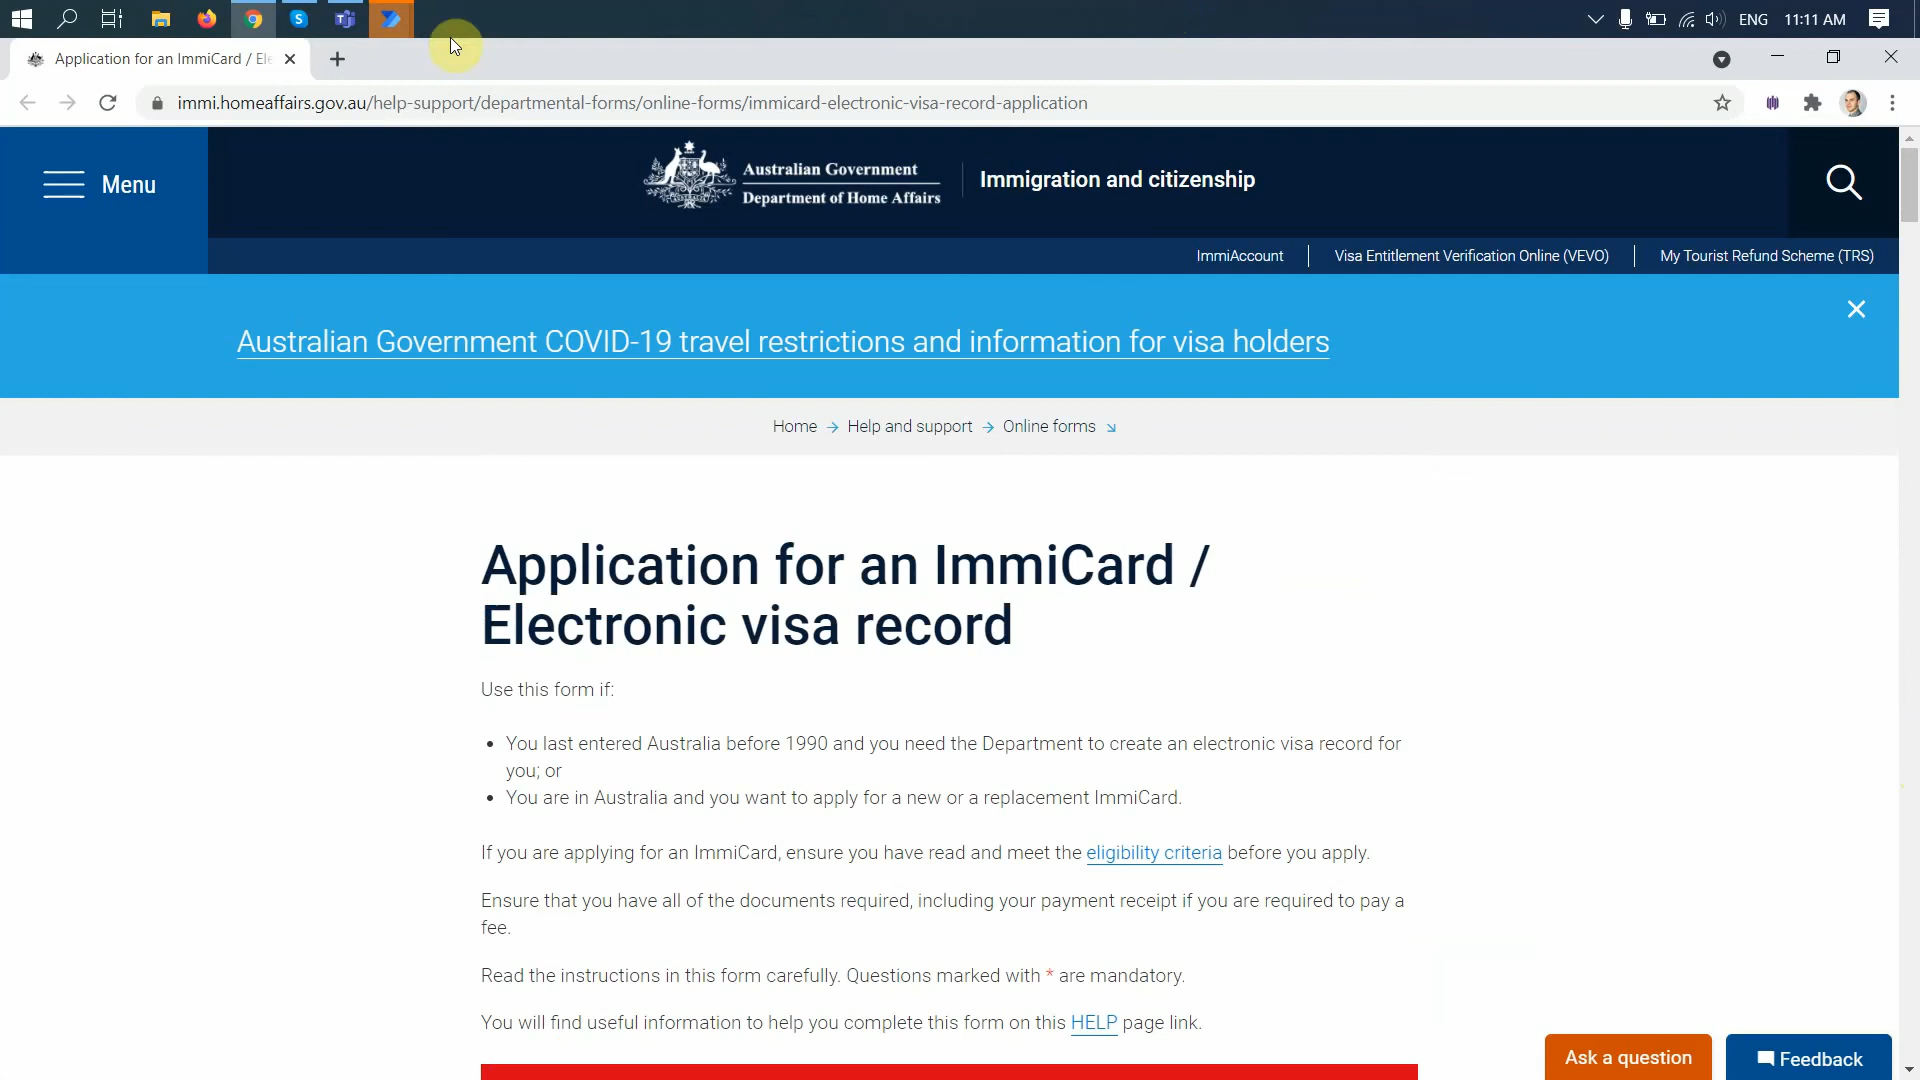 ENG
11:11 AM
Application for an ImmiCard / Ele
immi.homeaffairs.gov.au/help-support/departmental-forms/online-forms/immicard-electronic-visa-record-application
Menu
Australian Government
Department of Home Affairs
Immigration and citizenship
ImmiAccount
Visa Entitlement Verification Online (VEVO)
My Tourist Refund Scheme (TRS)
Australian Government COVID-19 travel restrictions and information for visa holders
Home → Help and support → Online forms ↘
Application for an ImmiCard /
Electronic visa record
Use this form if:
• You last entered Australia before 1990 and you need the Department to create an electronic visa record for
you; or
• You are in Australia and you want to apply for a new or a replacement ImmiCard.
If you are applying for an ImmiCard, ensure you have read and meet the eligibility criteria before you apply.
Ensure that you have all of the documents required, including your payment receipt if you are required to pay a
fee.
Read the instructions in this form carefully. Questions marked with * are mandatory.
You will find useful information to help you complete this form on this HELP page link.
Ask a question
Feedback